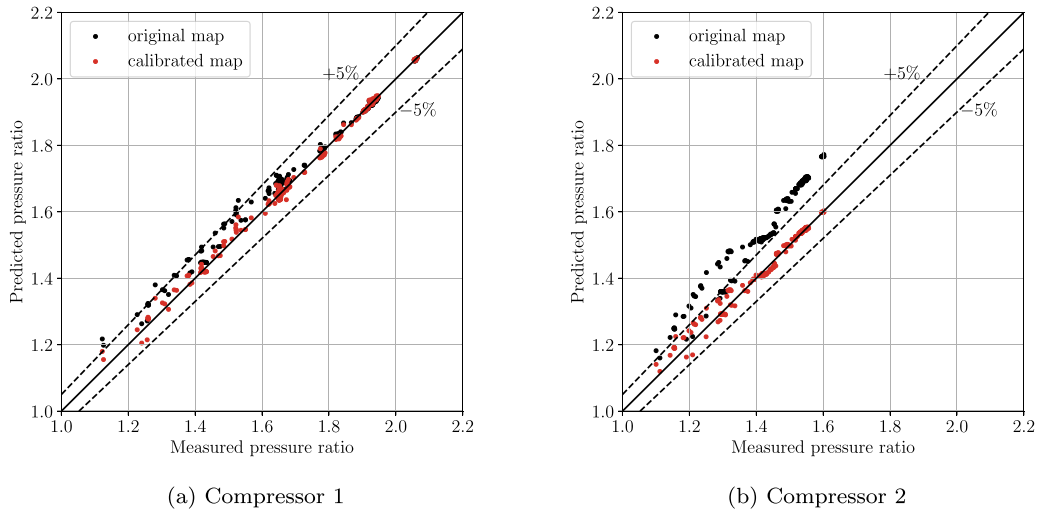 2.2
2.0
1.8
1.6
1.4
1.2
1.0
Predicted pressure ratio
original map
calibrated map
+5%
−5%
1.0 1.2 1.4 1.6 1.8 2.0 2.2
Measured pressure ratio
(a) Compressor 1
2.2
2.0
1.8
1.6
1.4
1.2
1.0
Predicted pressure ratio
original map
calibrated map
+5%
−5%
1.0 1.2 1.4 1.6 1.8 2.0 2.2
Measured pressure ratio
(b) Compressor 2